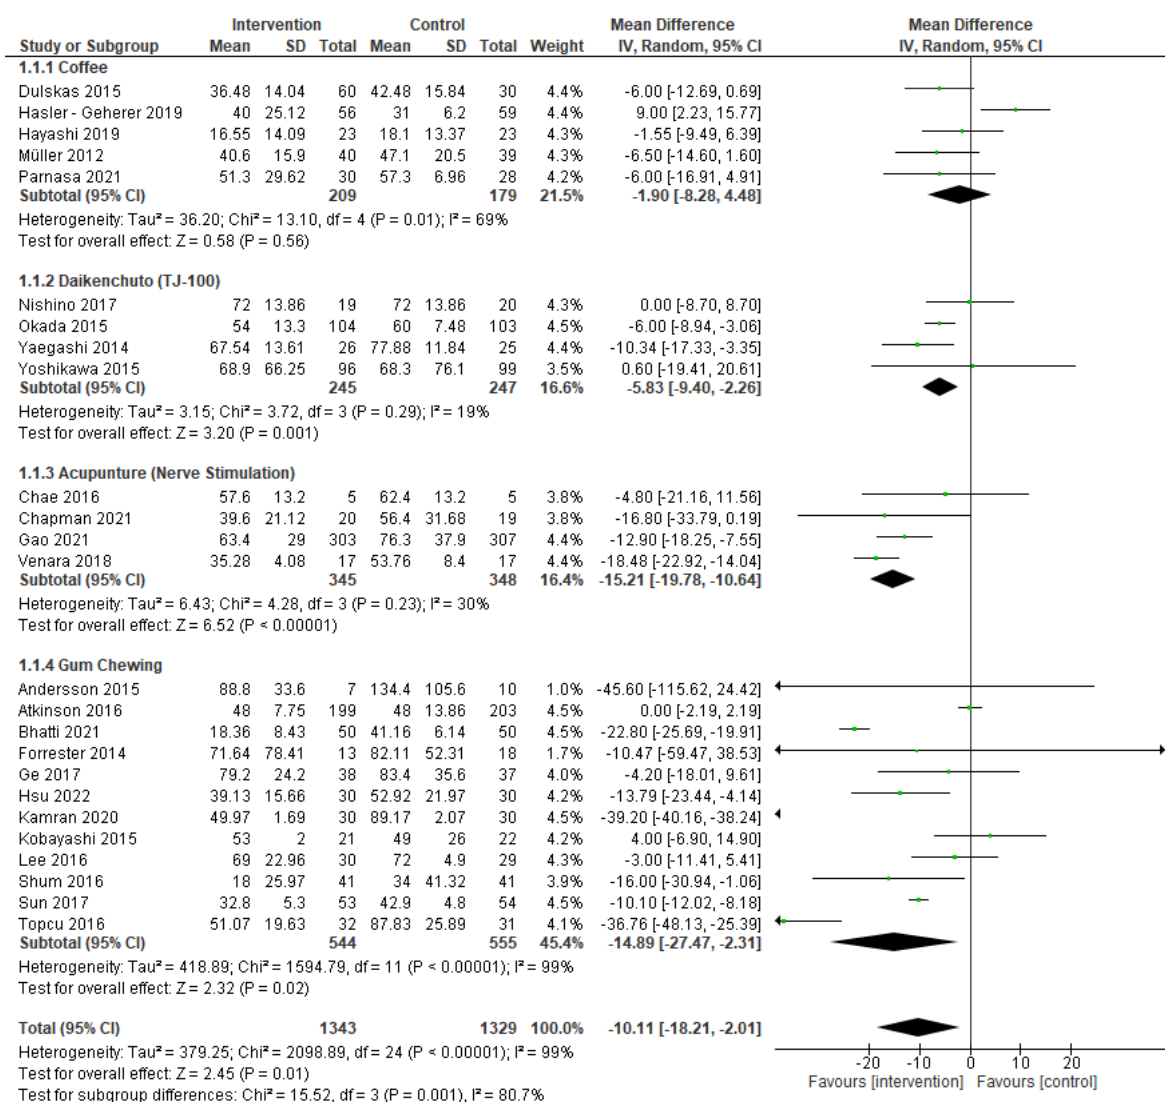 Intervention Control Mean Difference Mean Difference
Study or Subgroup Mean SD Total Mean SD Total Weight IV, Random, 95% CI IV, Random, 95% CI
1.1.1 Coffee
Dulskas 2015 36.48 14.04 60 42.48 15.84 30 4.4% -6.00 [-12.69, 0.69]
Hasler - Geherer 2019 40 25.12 56 31 6.2 59 4.4% 9.00 [2.23, 15.77]
Hayashi 2019 16.55 14.09 23 18.1 13.37 23 4.3% -1.55 [-9.49, 6.39]
Müller 2012 40.6 15.9 40 47.1 20.5 39 4.3% -6.50 [-14.60, 1.60]
Parnasa 2021 51.3 29.62 30 57.3 6.96 28 4.2% -6.00 [-16.91, 4.91]
Subtotal (95% CI) 209 179 21.5% -1.90 [-8.28, 4.48]
Heterogeneity: Tau² = 36.20; Chi² = 13.10, df = 4 (P = 0.01); I² = 69%
Test for overall effect: Z = 0.58 (P = 0.56)
1.1.2 Daikenchuto (TJ-100)
Nishino 2017 72 13.86 19 72 13.86 20 4.3% 0.00 [-8.70, 8.70]
Okada 2015 54 13.3 104 60 7.48 103 4.5% -6.00 [-8.94, -3.06]
Yaegashi 2014 67.54 13.61 26 77.88 11.84 25 4.4% -10.34 [-17.33, -3.35]
Yoshikawa 2015 68.9 66.25 96 68.3 76.1 99 3.5% 0.60 [-19.41, 20.61]
Subtotal (95% CI) 245 247 16.6% -5.83 [-9.40, -2.26]
Heterogeneity: Tau² = 3.15; Chi² = 3.72, df = 3 (P = 0.29); I² = 19%
Test for overall effect: Z = 3.20 (P = 0.001)
1.1.3 Acupunture (Nerve Stimulation)
Chae 2016 57.6 13.2 5 62.4 13.2 5 3.8% -4.80 [-21.16, 11.56]
Chapman 2021 39.6 21.12 20 56.4 31.68 19 3.8% -16.80 [-33.79, 0.19]
Gao 2021 63.4 29 303 76.3 37.9 307 4.4% -12.90 [-18.25, -7.55]
Venara 2018 35.28 4.08 17 53.76 8.4 17 4.4% -18.48 [-22.92, -14.04]
Subtotal (95% CI) 345 348 16.4% -15.21 [-19.78, -10.64]
Heterogeneity: Tau² = 6.43; Chi² = 4.28, df = 3 (P = 0.23); I² = 30%
Test for overall effect: Z = 6.52 (P < 0.00001)
1.1.4 Gum Chewing
Andersson 2015 88.8 33.6 7 134.4 105.6 10 1.0% -45.60 [-115.62, 24.42]
Atkinson 2016 48 7.75 199 48 13.86 203 4.5% 0.00 [-2.19, 2.19]
Bhatti 2021 18.36 8.43 50 41.16 6.14 50 4.5% -22.80 [-25.69, -19.91]
Forrester 2014 71.64 78.41 13 82.11 52.31 18 1.7% -10.47 [-59.47, 38.53]
Ge 2017 79.2 24.2 38 83.4 35.6 37 4.0% -4.20 [-18.01, 9.61]
Hsu 2022 39.13 15.66 30 52.92 21.97 30 4.2% -13.79 [-23.44, -4.14]
Kamran 2020 49.97 1.69 30 89.17 2.07 30 4.5% -39.20 [-40.16, -38.24]
Kobayashi 2015 53 2 21 49 26 22 4.2% 4.00 [-6.90, 14.90]
Lee 2016 69 22.96 30 72 4.9 29 4.3% -3.00 [-11.41, 5.41]
Shum 2016 18 25.97 41 34 41.32 41 3.9% -16.00 [-30.94, -1.06]
Sun 2017 32.8 5.3 53 42.9 4.8 54 4.5% -10.10 [-12.02, -8.18]
Topcu 2016 51.07 19.63 32 87.83 25.89 31 4.1% -36.76 [-48.13, -25.39]
Subtotal (95% CI) 544 555 45.4% -14.89 [-27.47, -2.31]
Heterogeneity: Tau² = 418.89; Chi² = 1594.79, df = 11 (P < 0.00001); I² = 99%
Test for overall effect: Z = 2.32 (P = 0.02)
Total (95% CI) 1343 1329 100.0% -10.11 [-18.21, -2.01]
Heterogeneity: Tau² = 379.25; Chi² = 2098.89, df = 24 (P < 0.00001); I² = 99%
Test for overall effect: Z = 2.45 (P = 0.01)
Test for subgroup differences: Chi² = 15.52, df = 3 (P = 0.001), I² = 80.7%
-20 -10 0 10 20
Favours [intervention] Favours [control]